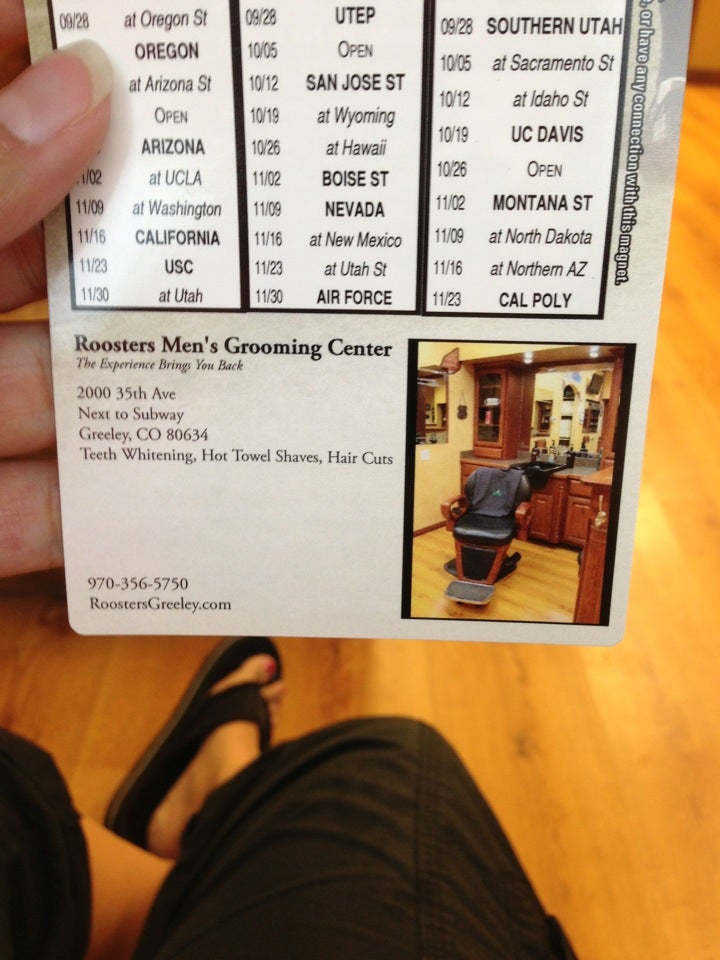 09/28 at Oregon St
OREGON
at Arizona St
OPEN
ARIZONA
11/02 at UCLA
11/09 at Washington
11/16 CALIFORNIA
11/23 USC
11/30 at Utah
09/28 UTEP
10/05 OPEN
10/12 SAN JOSE ST
10/19 at Wyoming
10/26 at Hawaii
11/02 BOISE ST
11/09 NEVADA
11/16 at New Mexico
11/23 at Utah St
11/30 AIR FORCE
09/28 SOUTHERN UTAH
10/05 at Sacramento St
10/12 at Idaho St
10/19 UC DAVIS
10/26 OPEN
11/02 MONTANA ST
11/09 at North Dakota
11/16 at Northern AZ
11/23 CAL POLY
or have any connection with this magnet.
Roosters Men's Grooming Center
The Experience Brings You Back
2000 35th Ave
Next to Subway
Greeley, CO 80634
Teeth Whitening, Hot Towel Shaves, Hair Cuts
970-356-5750
RoostersGreeley.com